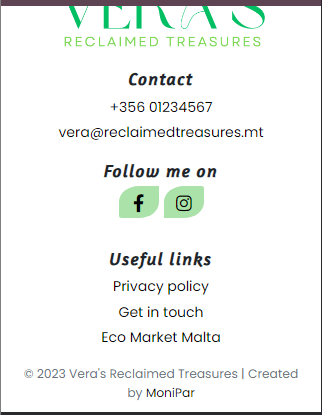 VERA'S
RECLAIMED TREASURES
Contact
+356 01234567
vera@reclaimedtreasures.mt
Follow me on
Useful links
Privacy policy
Get in touch
Eco Market Malta
© 2023 Vera's Reclaimed Treasures | Created
by MoniPar